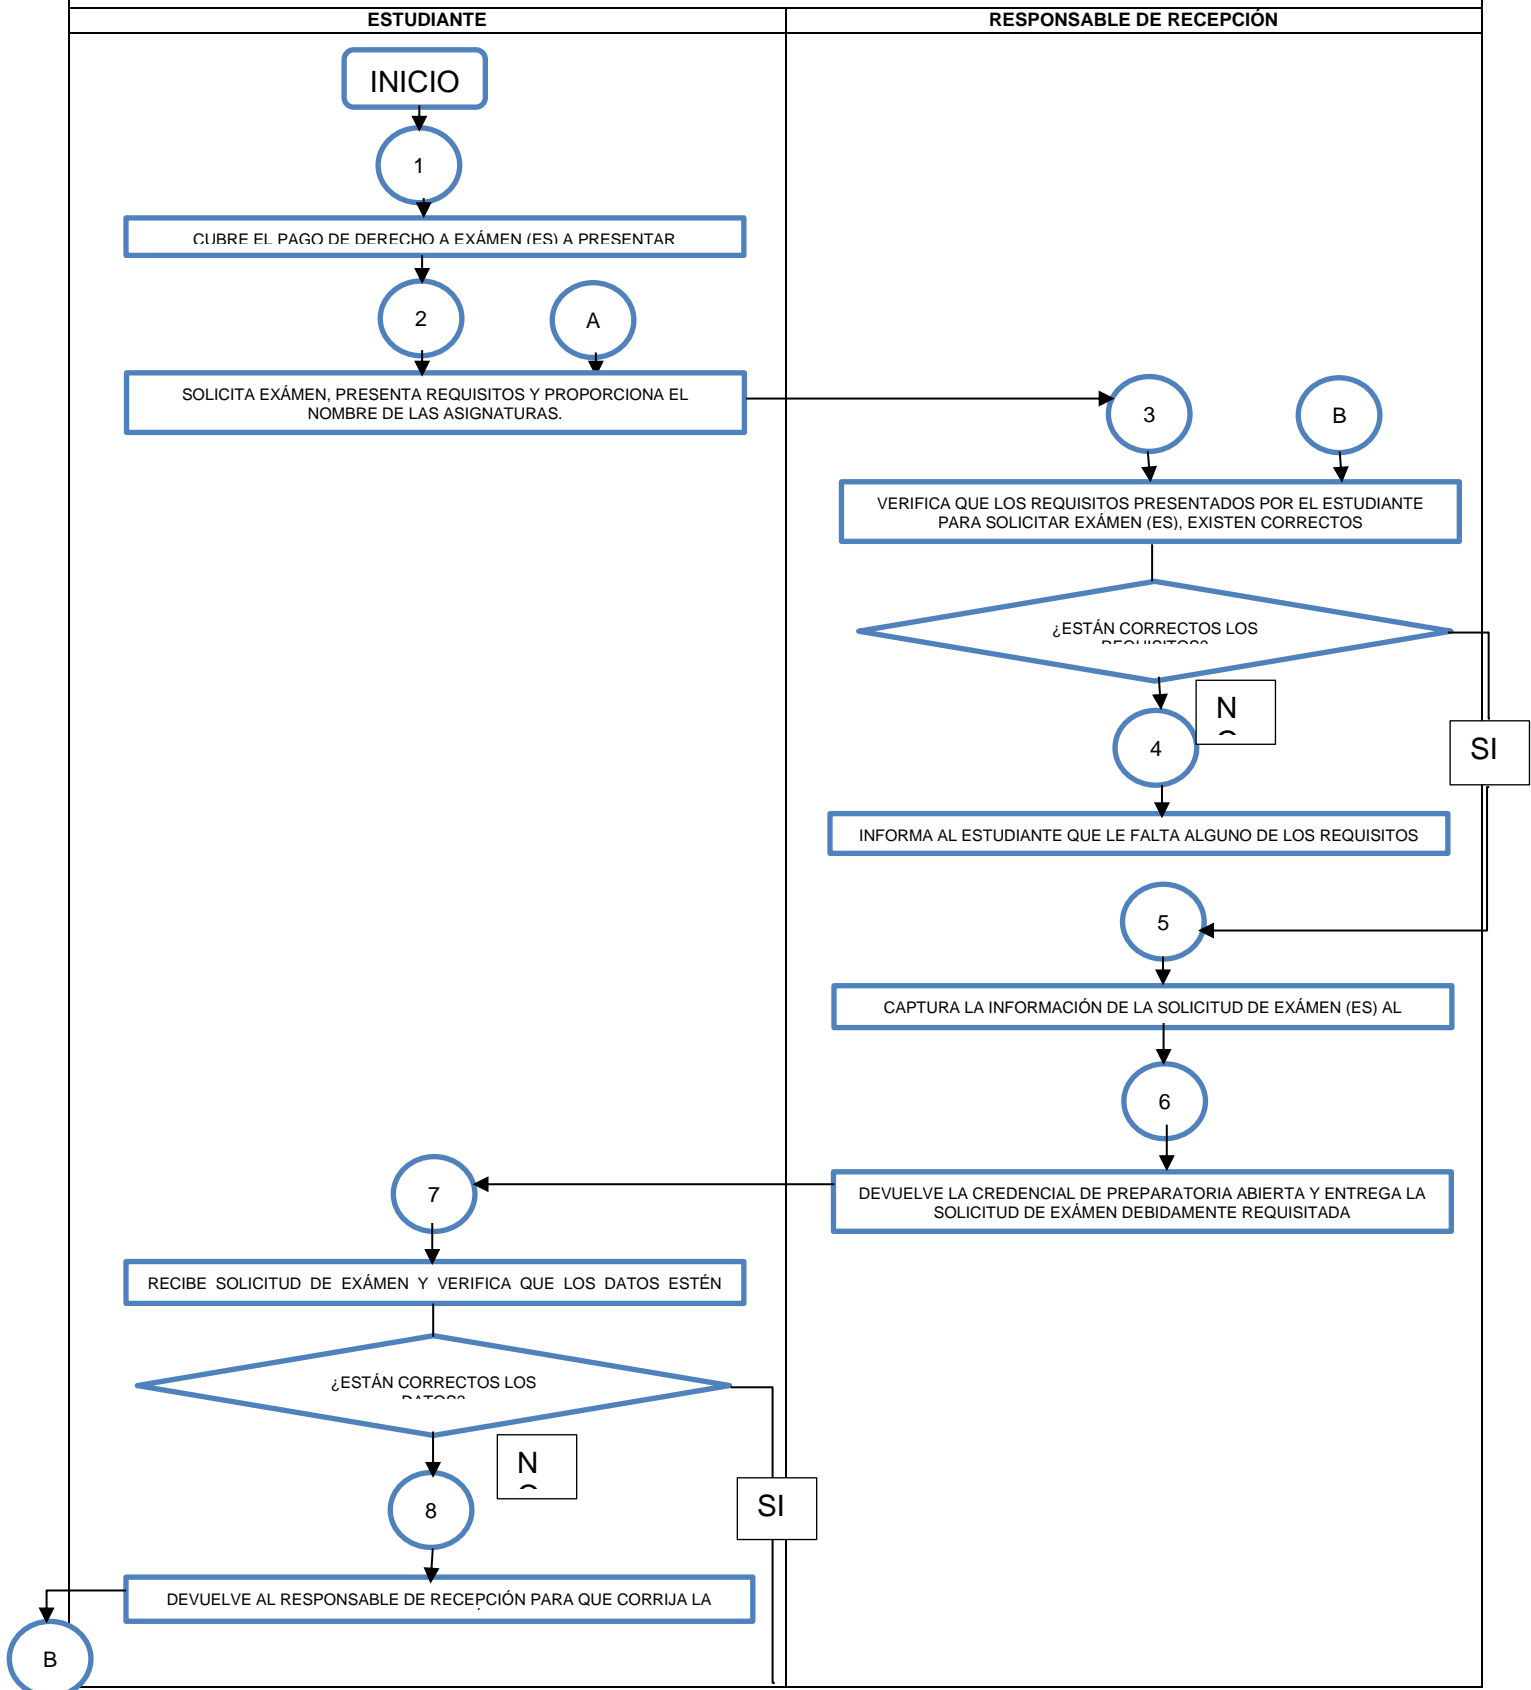 ESTUDIANTE
RESPONSABLE DE RECEPCIÓN
INICIO
1
CUBRE EL PAGO DE DERECHO A EXÁMEN (ES) A PRESENTAR
2
A
SOLICITA EXÁMEN, PRESENTA REQUISITOS Y PROPORCIONA EL
NOMBRE DE LAS ASIGNATURAS.
3
B
VERIFICA QUE LOS REQUISITOS PRESENTADOS POR EL ESTUDIANTE
PARA SOLICITAR EXÁMEN (ES), EXISTEN CORRECTOS
¿ESTÁN CORRECTOS LOS
REQUISITOS?
NO
SI
4
INFORMA AL ESTUDIANTE QUE LE FALTA ALGUNO DE LOS REQUISITOS
5
CAPTURA LA INFORMACIÓN DE LA SOLICITUD DE EXÁMEN (ES) AL
6
DEVUELVE LA CREDENCIAL DE PREPARATORIA ABIERTA Y ENTREGA LA
SOLICITUD DE EXÁMEN DEBIDAMENTE REQUISITADA
7
RECIBE SOLICITUD DE EXÁMEN Y VERIFICA QUE LOS DATOS ESTÉN
¿ESTÁN CORRECTOS LOS
DATOS?
NO
SI
8
DEVUELVE AL RESPONSABLE DE RECEPCIÓN PARA QUE CORRIJA LA
B